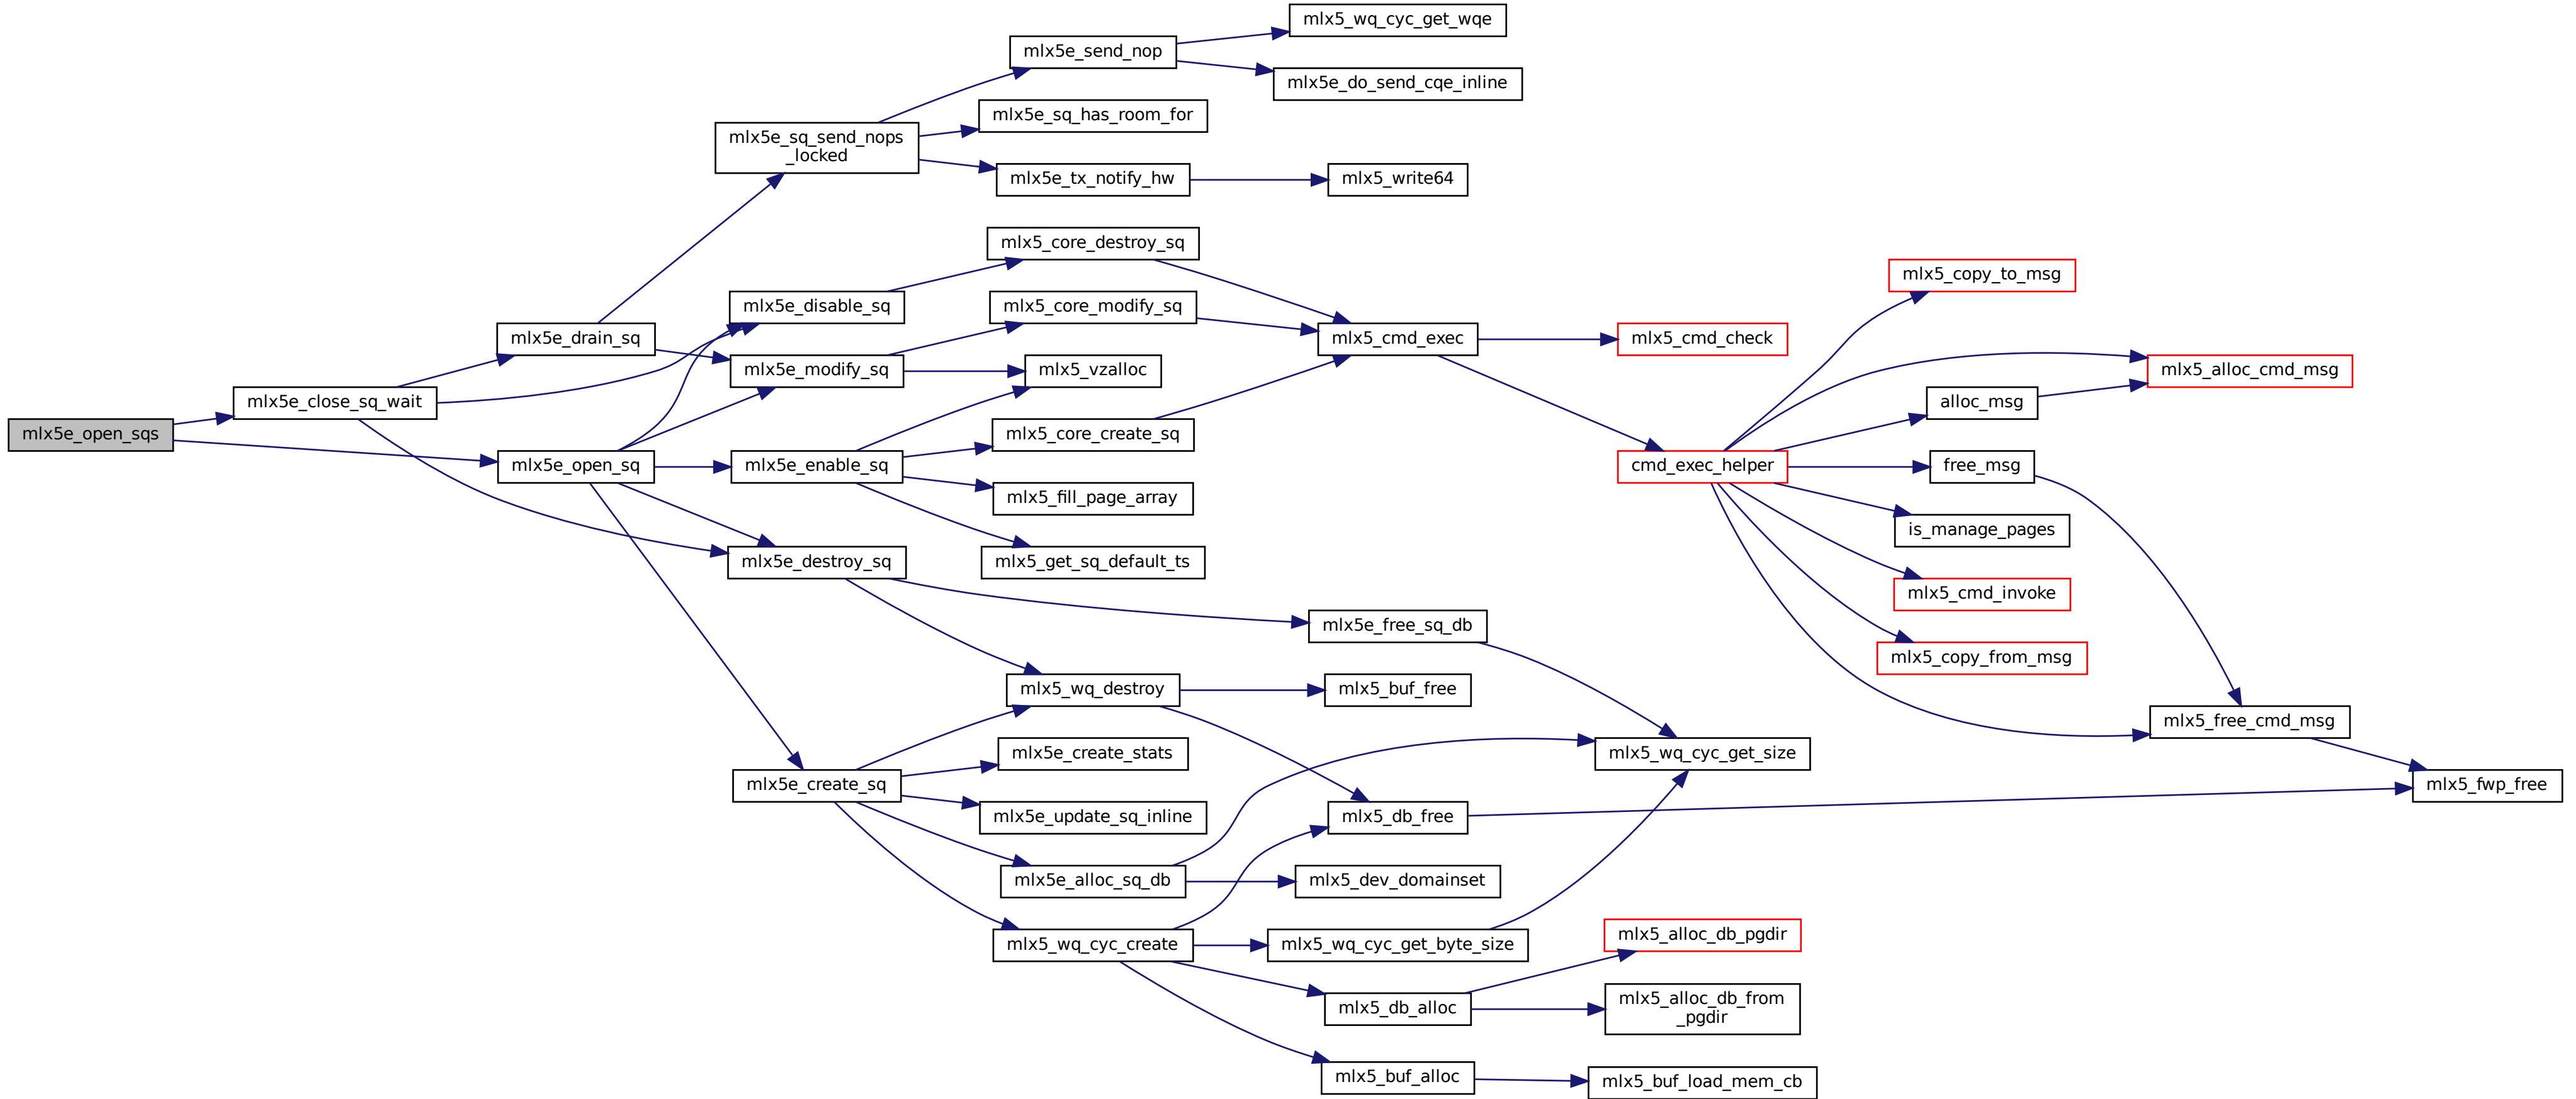 mlx5_wq_cyc_get_wqe
mlx5e_send_nop
mlx5e_do_send_cqe_inline
mlx5e_sq_has_room_for
mlx5e_sq_send_nops
_locked
mlx5e_tx_notify_hw
mlx5_write64
mlx5_core_destroy_sq
mlx5_copy_to_msg
mlx5e_disable_sq
mlx5_core_modify_sq
mlx5e_drain_sq
mlx5_cmd_exec
mlx5_cmd_check
mlx5e_modify_sq
mlx5_vzalloc
mlx5_alloc_cmd_msg
mlx5e_close_sq_wait
alloc_msg
mlx5e_open_sqs
mlx5_core_create_sq
mlx5e_open_sq
mlx5e_enable_sq
cmd_exec_helper
free_msg
mlx5_fill_page_array
is_manage_pages
mlx5e_destroy_sq
mlx5_get_sq_default_ts
mlx5_cmd_invoke
mlx5e_free_sq_db
mlx5_copy_from_msg
mlx5_wq_destroy
mlx5_buf_free
mlx5_free_cmd_msg
mlx5e_create_stats
mlx5_wq_cyc_get_size
mlx5e_create_sq
mlx5_fwp_free
mlx5e_update_sq_inline
mlx5_db_free
mlx5e_alloc_sq_db
mlx5_dev_domainset
mlx5_alloc_db_pgdir
mlx5_wq_cyc_create
mlx5_wq_cyc_get_byte_size
mlx5_db_alloc
mlx5_alloc_db_from
_pgdir
mlx5_buf_alloc
mlx5_buf_load_mem_cb